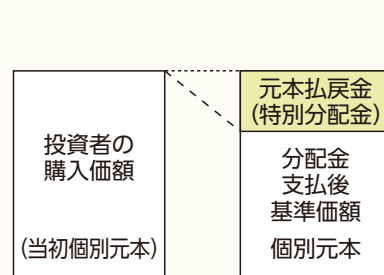 投資者の
購入価額
(当初個別元本)
元本払戻金
(特別分配金)
分配金
支払後
基準価額
個別元本